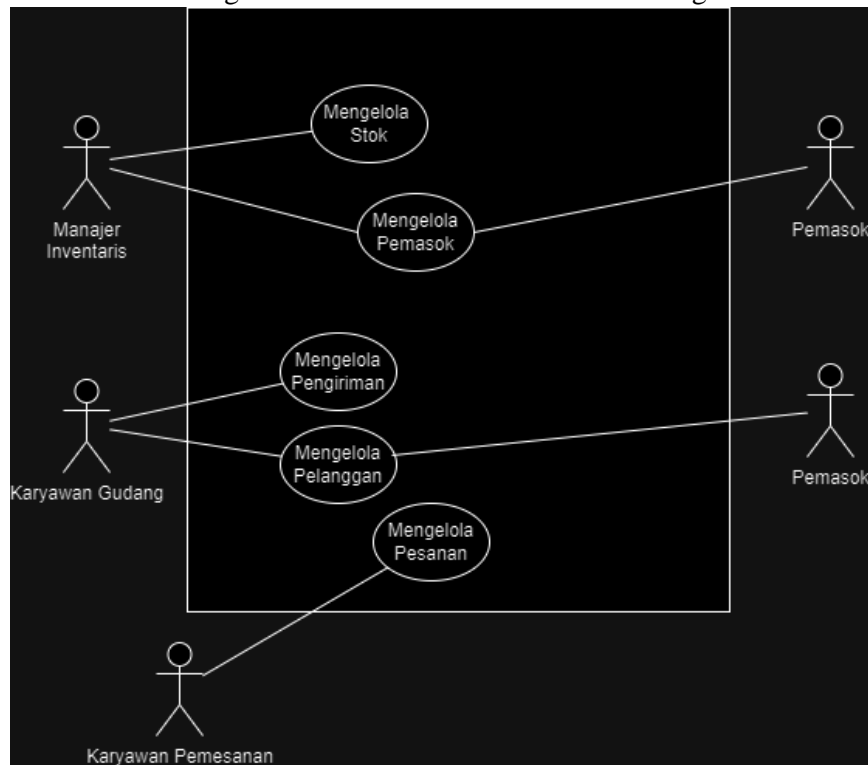 Mengelola
Stok
Manajer
Inventaris
Mengelola
Pemasok
Pemasok
Mengelola
Pengiriman
Karyawan Gudang
Mengelola
Pelanggan
Pemasok
Mengelola
Pesanan
Karyawan Pemesanan